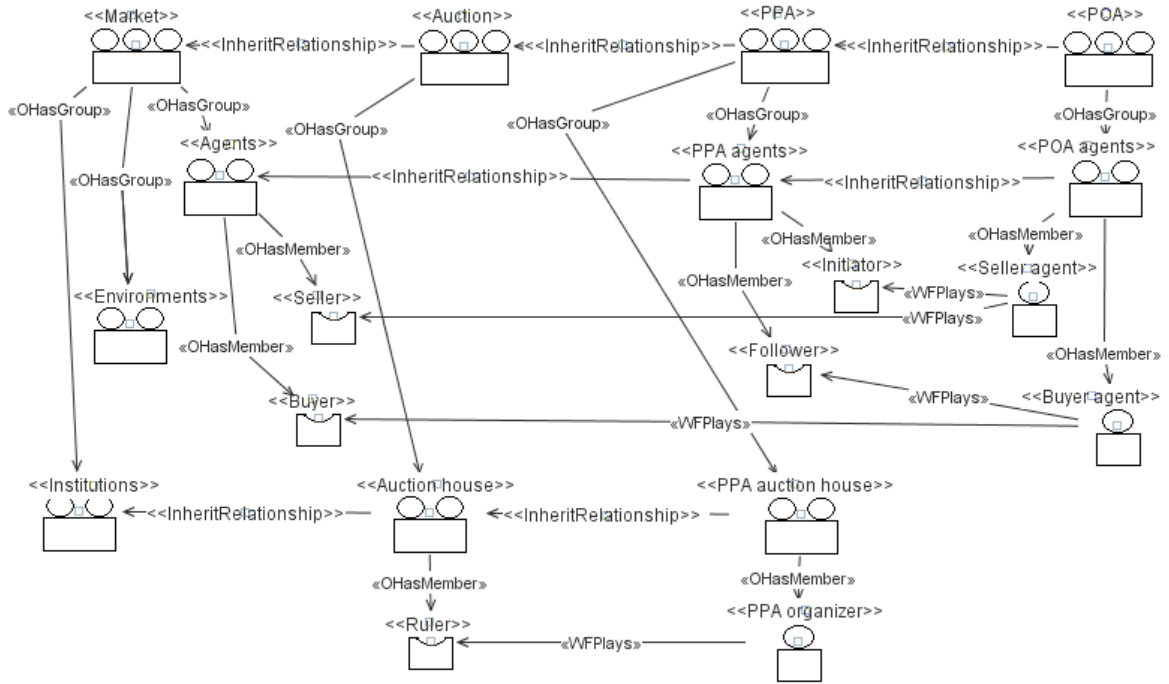 <<Market>>
<<Auction>>
<<PPA>>
<<POA>>
<<InheritRelationship>>
<<InheritRelationship>>
<<InheritRelationship>>
«OHasGroup»
«OHasGroup»
«OHasGroup»
«OHasGroup»
«OHasGroup»
«OHasGroup»
«OHasGroup»
<<Agents>>
<<PPA agents>>
<<POA agents>>
«OHasGroup»
<<InheritRelationship>>
<<InheritRelationship>>
«OHasMember»
«OHasMember»
«OHasMember»
<<Initiator>>
<<Seller agent>>
«OHasMember»
<<Environments>>
<<Seller>>
«WFPlays»
«WFPlays»
«OHasMember»
<<Follower>>
«OHasMember»
<<Buyer>>
«WFPlays»
<<Buyer agent>>
«WFPlays»
<<Institutions>>
<<Auction house>>
<<PPA auction house>>
<<InheritRelationship>>
<<InheritRelationship>>
«OHasMember»
«OHasMember»
<<Ruler>>
<<PPA organizer>>
«WFPlays»